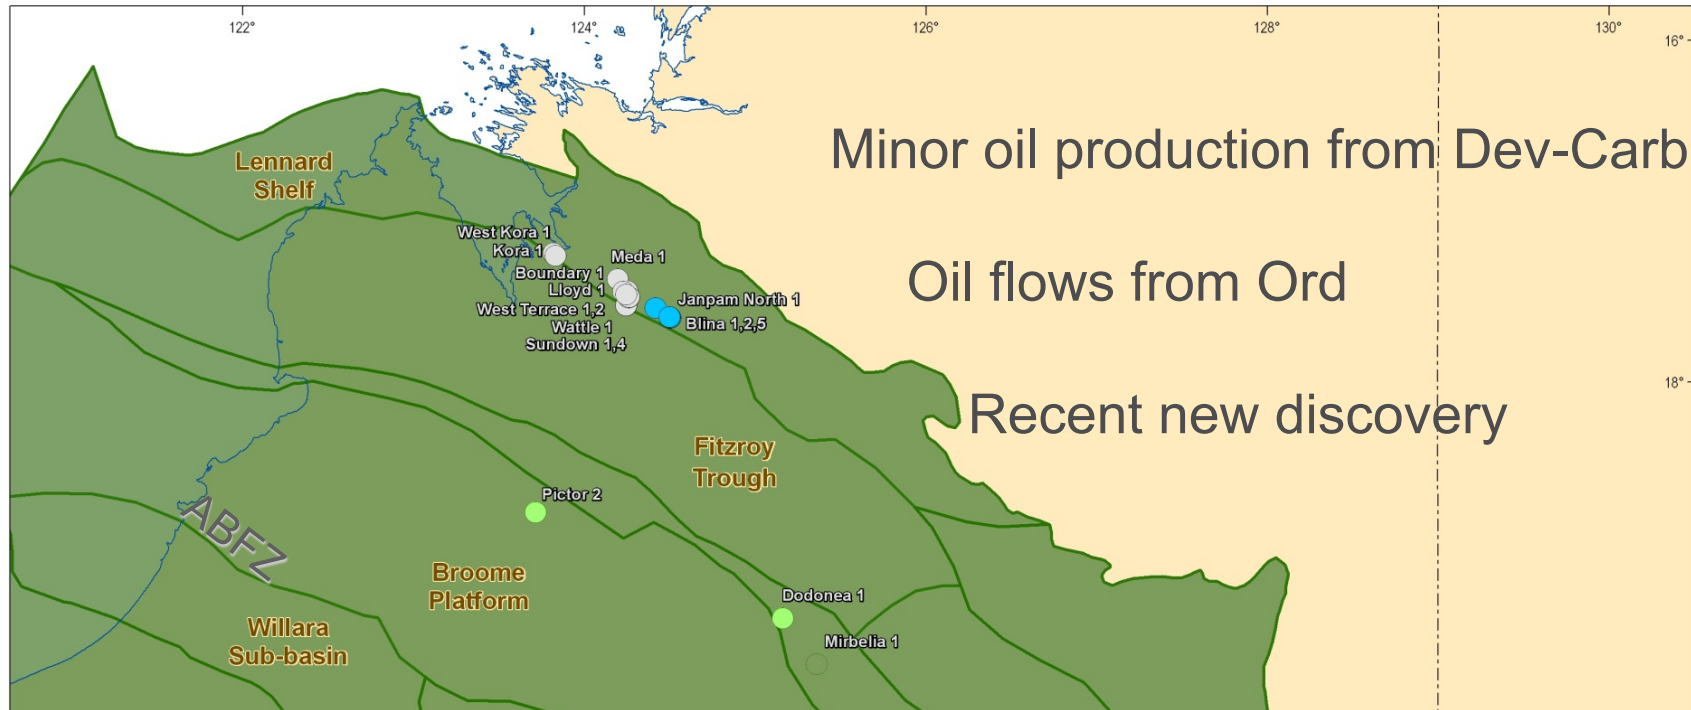 122°
124°
126°
128°
130°
16°
Minor oil production from Dev-Carb
Lennard
Shelf
West Kora 1
Kora 1
Meda 1
Boundary 1
Lloyd 1
West Terrace 1,2
Wattle 1
Sundown 1,4
Janpam North 1
Blina 1,2,5
Oil flows from Ord
18°
Recent new discovery
Fitzroy
Trough
Pictor 2
ABFZ
Broome
Platform
Dodonea 1
Willara
Sub-basin
Mirbelia 1